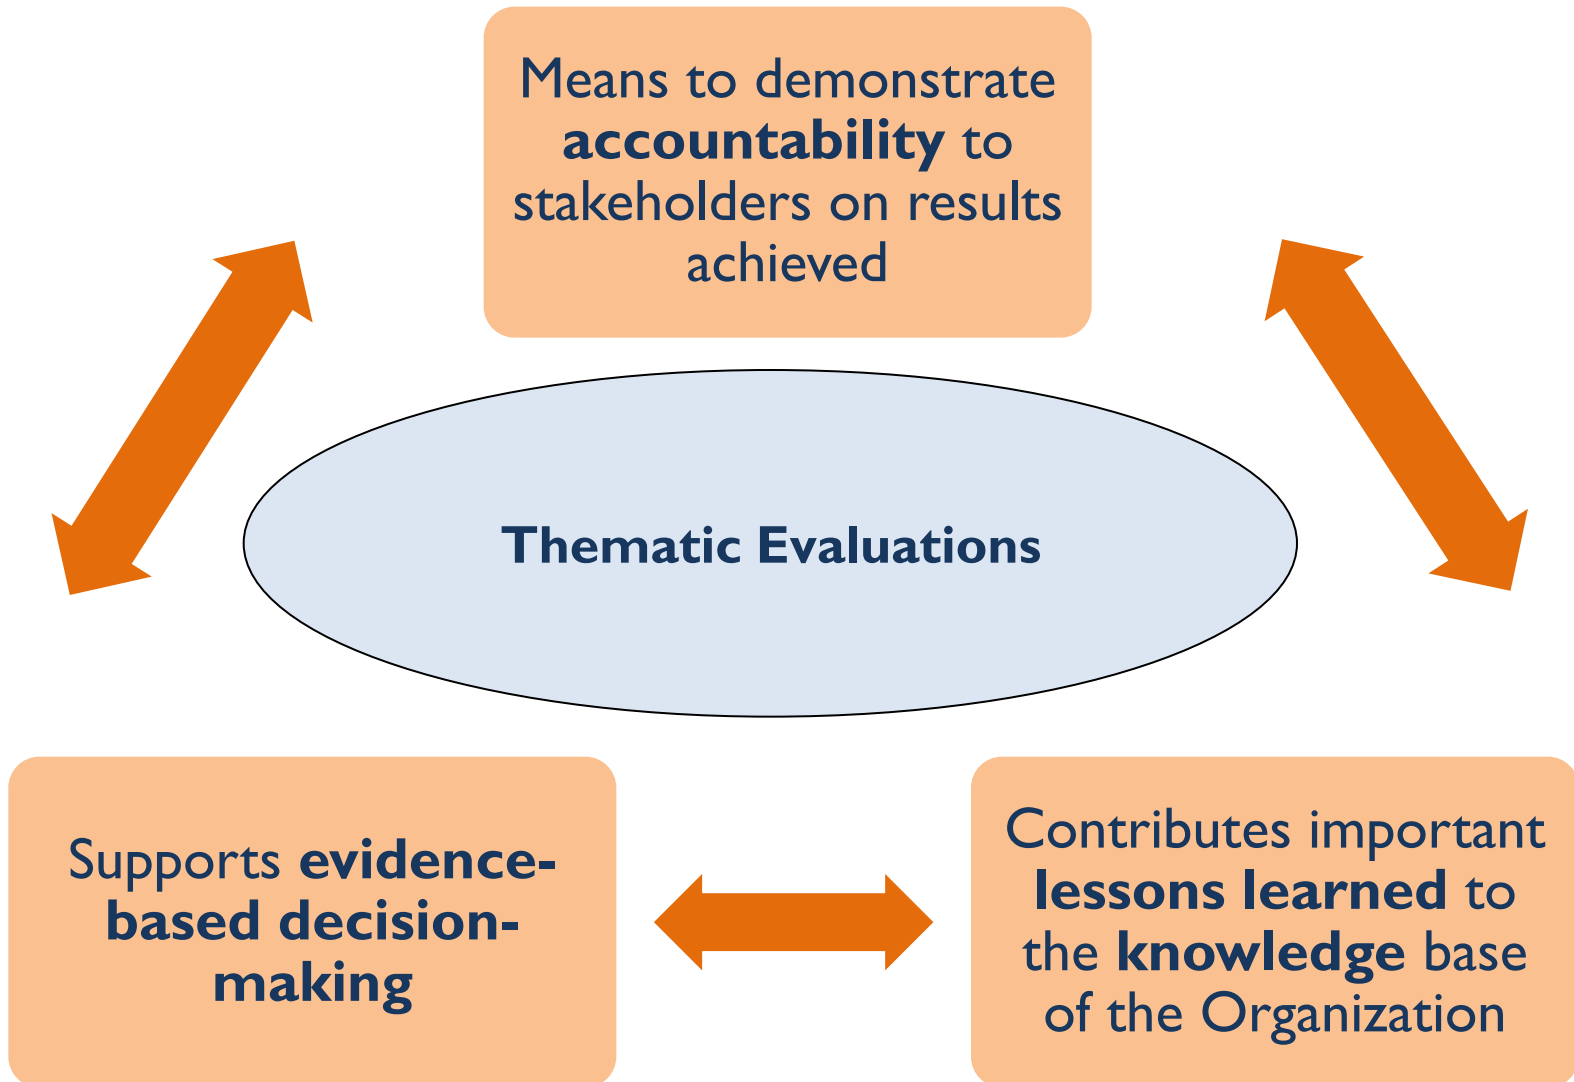 Means to demonstrate
accountability to
stakeholders on results
achieved
Thematic Evaluations
Supports evidence-
based decision-
making
Contributes important
lessons learned to
the knowledge base
of the Organization